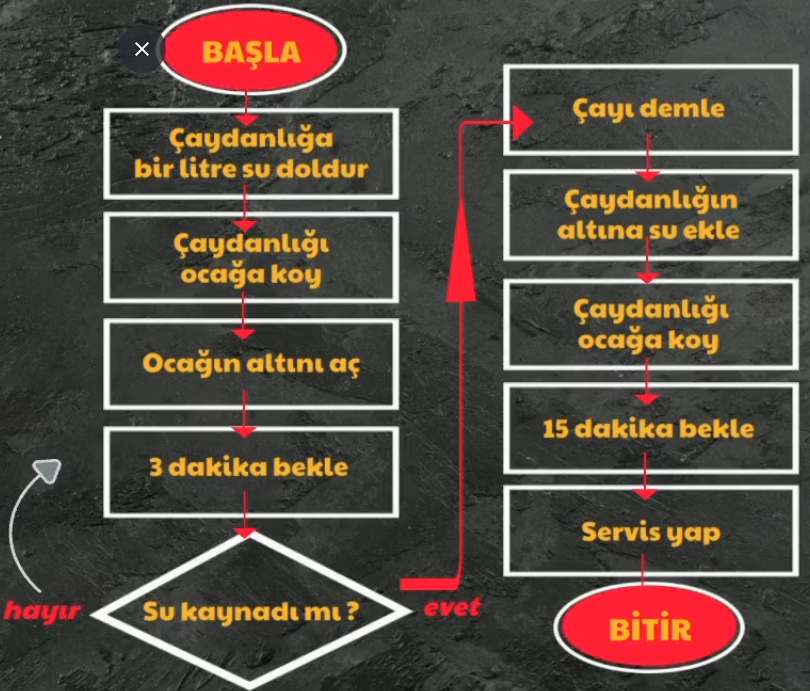 BAŞLA
Çaydanlığa
bir litre su doldur
Çaydanlığı
ocağa koy
Ocağın altını aç
3 dakika bekle
Su kaynadı mı ?
hayır
evet
Çayı demle
Çaydanlığın
altına su ekle
Çaydanlığı
ocağa koy
15 dakika bekle
Servis yap
BİTİR